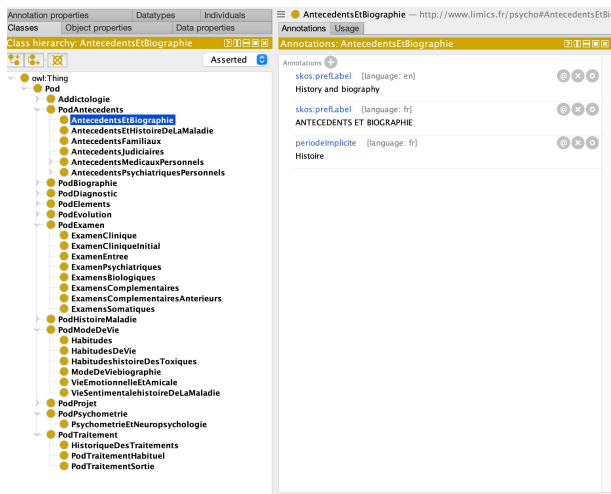 Annotation properties Datatypes Individuals
Classes Object properties Data properties
Class hierarchy: AntecedentsEtBiographie
Asserted
owl:Thing
Pod
Addictologie
PodAntecedents
AntecedentsEtBiographie
AntecedentsEtHistoireDeLaMaladie
AntecedentsFamiliaux
AntecedentsJudiciaires
AntecedentsMedicauxPersonnels
AntecedentsPsychiatriquesPersonnels
PodBiographie
PodDiagnostic
PodElements
PodEvolution
PodExamen
ExamenClinique
ExamenCliniqueInitial
ExamenEntree
ExamenPsychiatriques
ExamensBiologiques
ExamensComplementaires
ExamensComplementairesAnterieurs
ExamensSomatiques
PodHistoireMaladie
PodModeDeVie
Habitudes
HabitudesDeVie
HabitudeshistoireDesToxiques
ModeDeViebiographie
VieEmotionnelleEtAmicale
VieSentimentalehistoireDeLaMaladie
PodProjet
PodPsychometrie
PsychometrieEtNeuropsychologie
PodTraitement
HistoriqueDesTraitements
PodTraitementHabituel
PodTraitementSortie
AntecedentsEtBiographie — http://www.limics.fr/psycho#AntecedentsEtBi
Annotations Usage
Annotations: AntecedentsEtBiographie
Annotations
skos:prefLabel [language: en]
History and biography
skos:prefLabel [language: fr]
ANTECEDENTS ET BIOGRAPHIE
periodeImplicite [language: fr]
Histoire